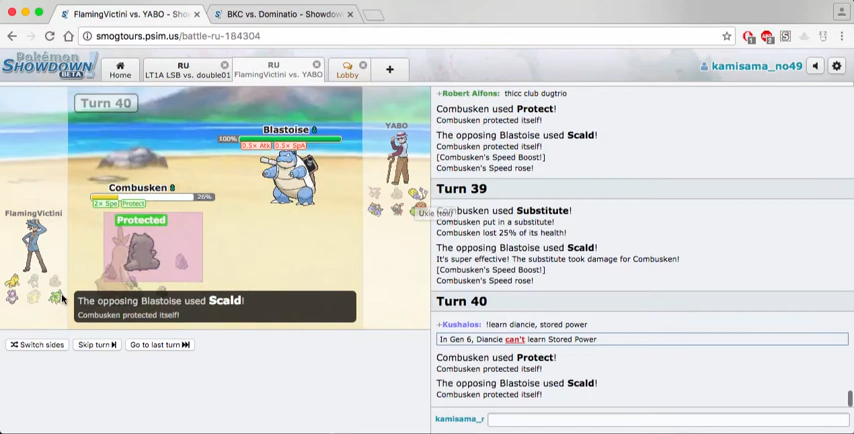 FlamingVictini vs. YABO - Sho
BKC vs. Dominatio - Showdow
smogtours.psim.us/battle-ru-184304
Pokémon
SHOWDOWN
BETA
Home
RU
LT1A LSB vs. double01
RU
FlamingVictini vs. YABO
Lobby
kamisama_no49
Turn 40
Blastoise
100%
0.5× Atk 0.5× SpA
YABO
Combusken
26%
2× Spe Protect
Protected
FlamingVictini
Uxie (fox)
The opposing Blastoise used Scald!
Combusken protected itself!
Switch sides
Skip turn
Go to last turn
+Robert Alfons: thicc club dugtrio
Combusken used Protect!
Combusken protected itself!
The opposing Blastoise used Scald!
Combusken protected itself!
[Combusken's Speed Boost!]
Combusken's Speed rose!
Turn 39
Combusken used Substitute!
Combusken put in a substitute!
Combusken lost 25% of its health!
The opposing Blastoise used Scald!
It's super effective! The substitute took damage for Combusken!
[Combusken's Speed Boost!]
Combusken's Speed rose!
Turn 40
+Kushalos: !learn diancie, stored power
In Gen 6, Diancie can't learn Stored Power
Combusken used Protect!
Combusken protected itself!
The opposing Blastoise used Scald!
Combusken protected itself!
kamisama_r